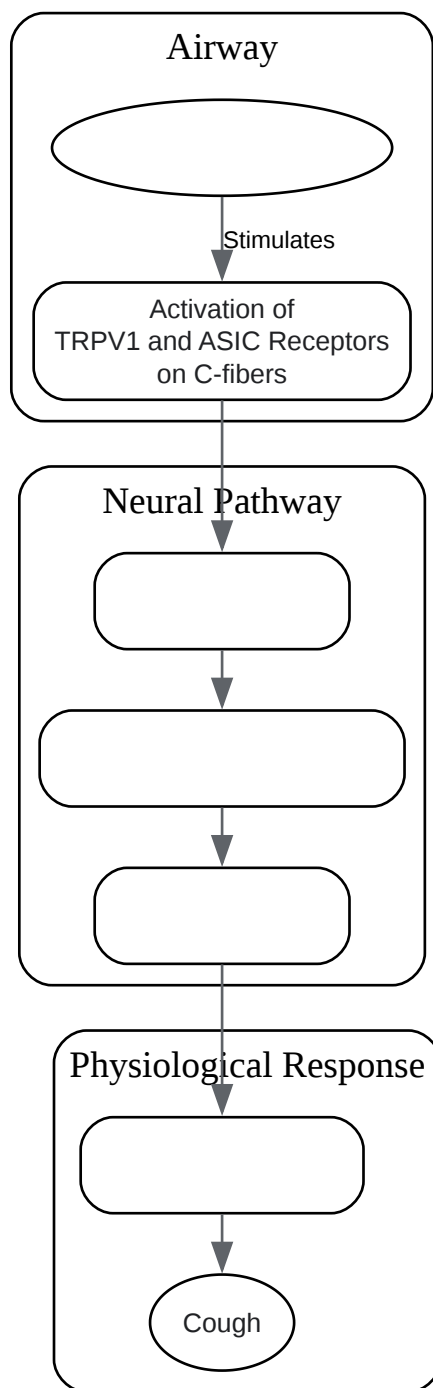 Airway
Stimulates
Activation of
TRPV1 and ASIC Receptors
on C-fibers
Neural Pathway
Physiological Response
Cough